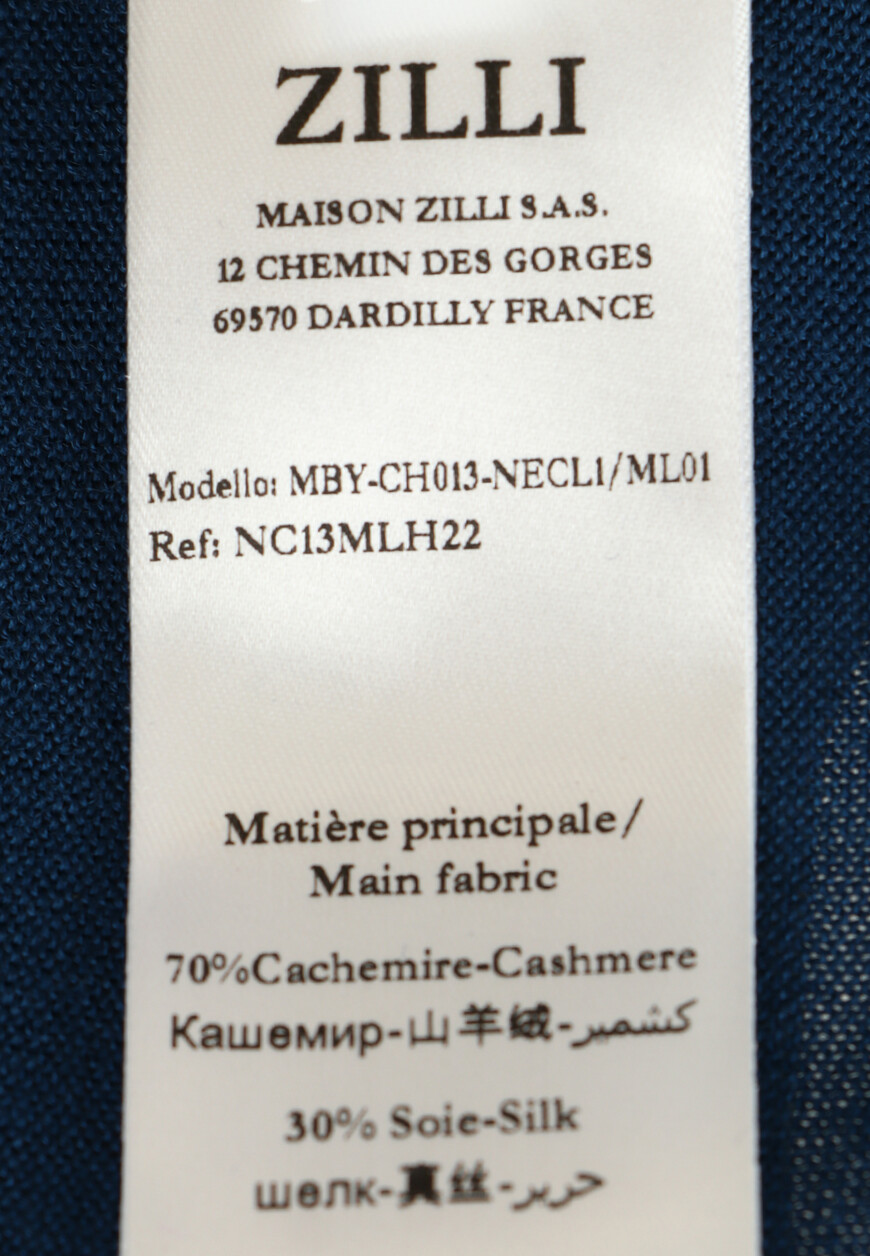 ZILLI
MAISON ZILLI S.A.S.
12 CHEMIN DES GORGES
69570 DARDILLY FRANCE
Modello: MBY-CH013-NECL1/ML01
Ref: NC13MLH22
Matière principale/
Main fabric
70%Cachemire-Cashmere
Кашемир-山羊绒-كشمير
30% Soie-Silk
шелк-真丝-حرير